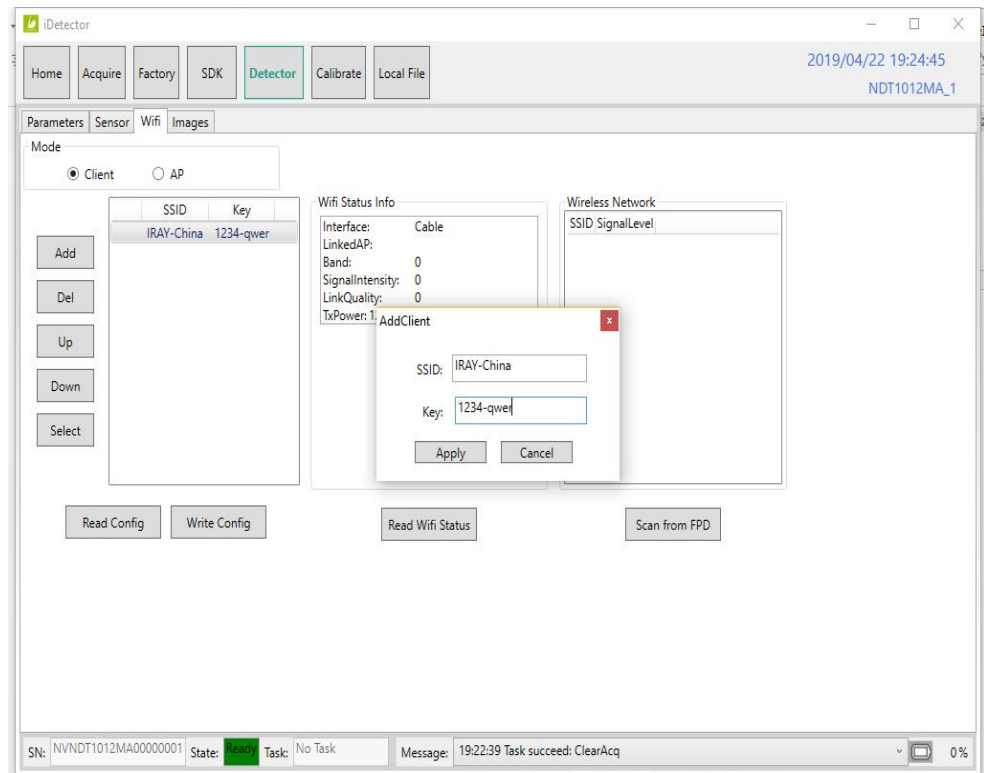 iDetector
Home Acquire Factory SDK Detector Calibrate Local File
2019/04/22 19:24:45
NDT1012MA_1
Parameters Sensor Wifi Images
Mode
Client AP
SSID Key
IRAY-China 1234-qwer
Add
Del
Up
Down
Select
Read Config Write Config
Wifi Status Info
Interface: Cable
LinkedAP:
Band: 0
SignalIntensity: 0
LinkQuality: 0
TxPower: 1
Read Wifi Status
Wireless Network
SSID SignalLevel
Scan from FPD
AddClient
x
SSID: IRAY-China
Key: 1234-qwer
Apply Cancel
SN: NVNDT1012MA00000001 State: Ready Task: No Task Message: 19:22:39 Task succeed: ClearAcq 0%